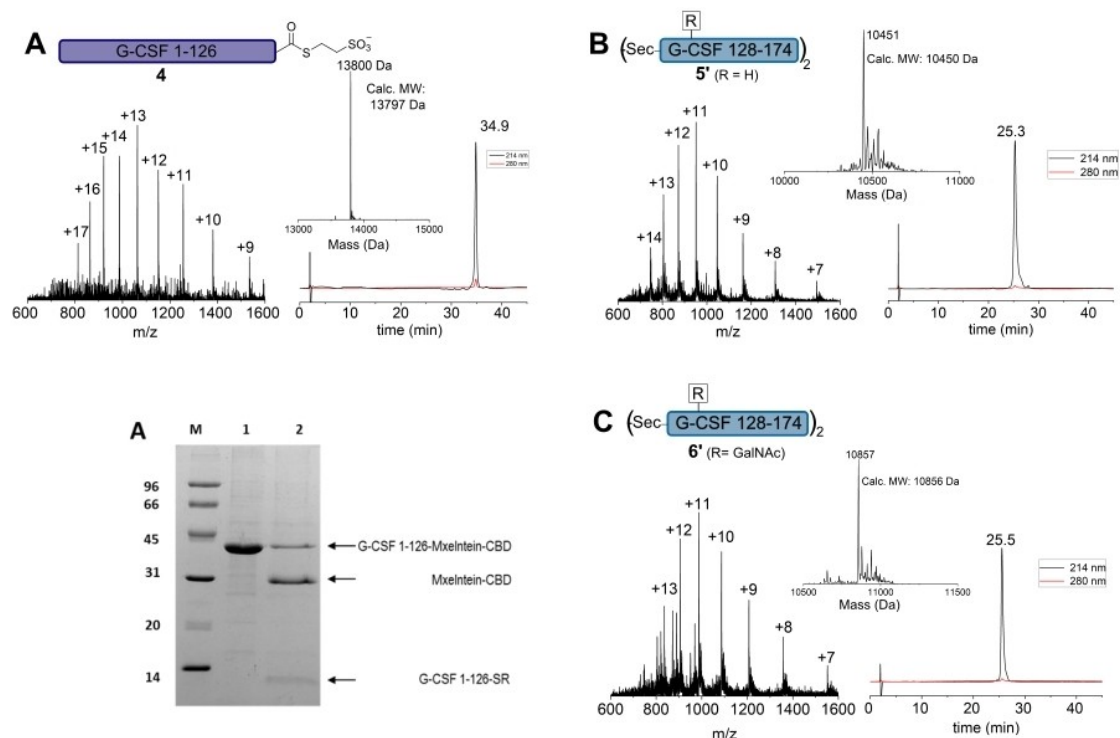 A
G-CSF 1-126
O
S
SO₃⁻
4
13800 Da
Calc. MW:
13797 Da
+17
+16
+15
+14
+13
+12
+11
+10
+9
600 800 1000 1200 1400 1600
m/z
13000 14000 15000
Mass (Da)
34.9
214 nm
280 nm
0 10 20 30 40
time (min)
B
R
(Sec G-CSF 128-174)₂
5' (R = H)
10451
Calc. MW: 10450 Da
+14
+13
+12
+11
+10
+9
+8
+7
600 800 1000 1200 1400 1600
m/z
10000 10500 11000
Mass (Da)
25.3
214 nm
280 nm
0 10 20 30 40
time (min)
A
M 1 2
96
66
45
31
20
14
G-CSF 1-126-MxeIntein-CBD
MxeIntein-CBD
G-CSF 1-126-SR
C
R
(Sec G-CSF 128-174)₂
6' (R= GalNAc)
10857
Calc. MW: 10856 Da
+13
+12
+11
+10
+9
+8
+7
600 800 1000 1200 1400 1600
m/z
10500 11000 11500
Mass (Da)
25.5
214 nm
280 nm
0 10 20 30 40
time (min)